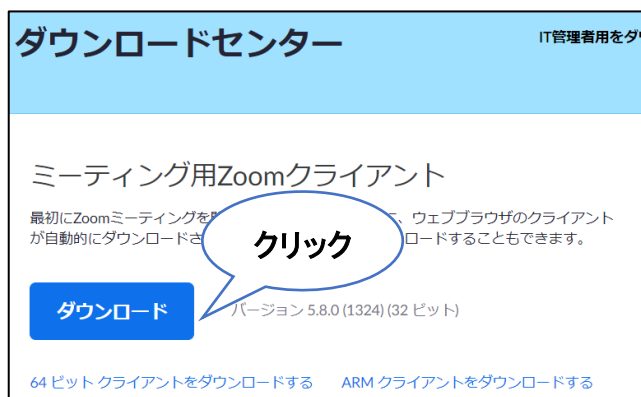 ダウンロードセンター
IT管理者用をダ
ミーティング用Zoomクライアント
最初にZoomミーティングを
、ウェブブラウザのクライアント
が自動的にダウンロードさ
ロードすることもできます。
クリック
ダウンロード
バージョン 5.8.0 (1324) (32 ビット)
64 ビット クライアントをダウンロードする
ARM クライアントをダウンロードする